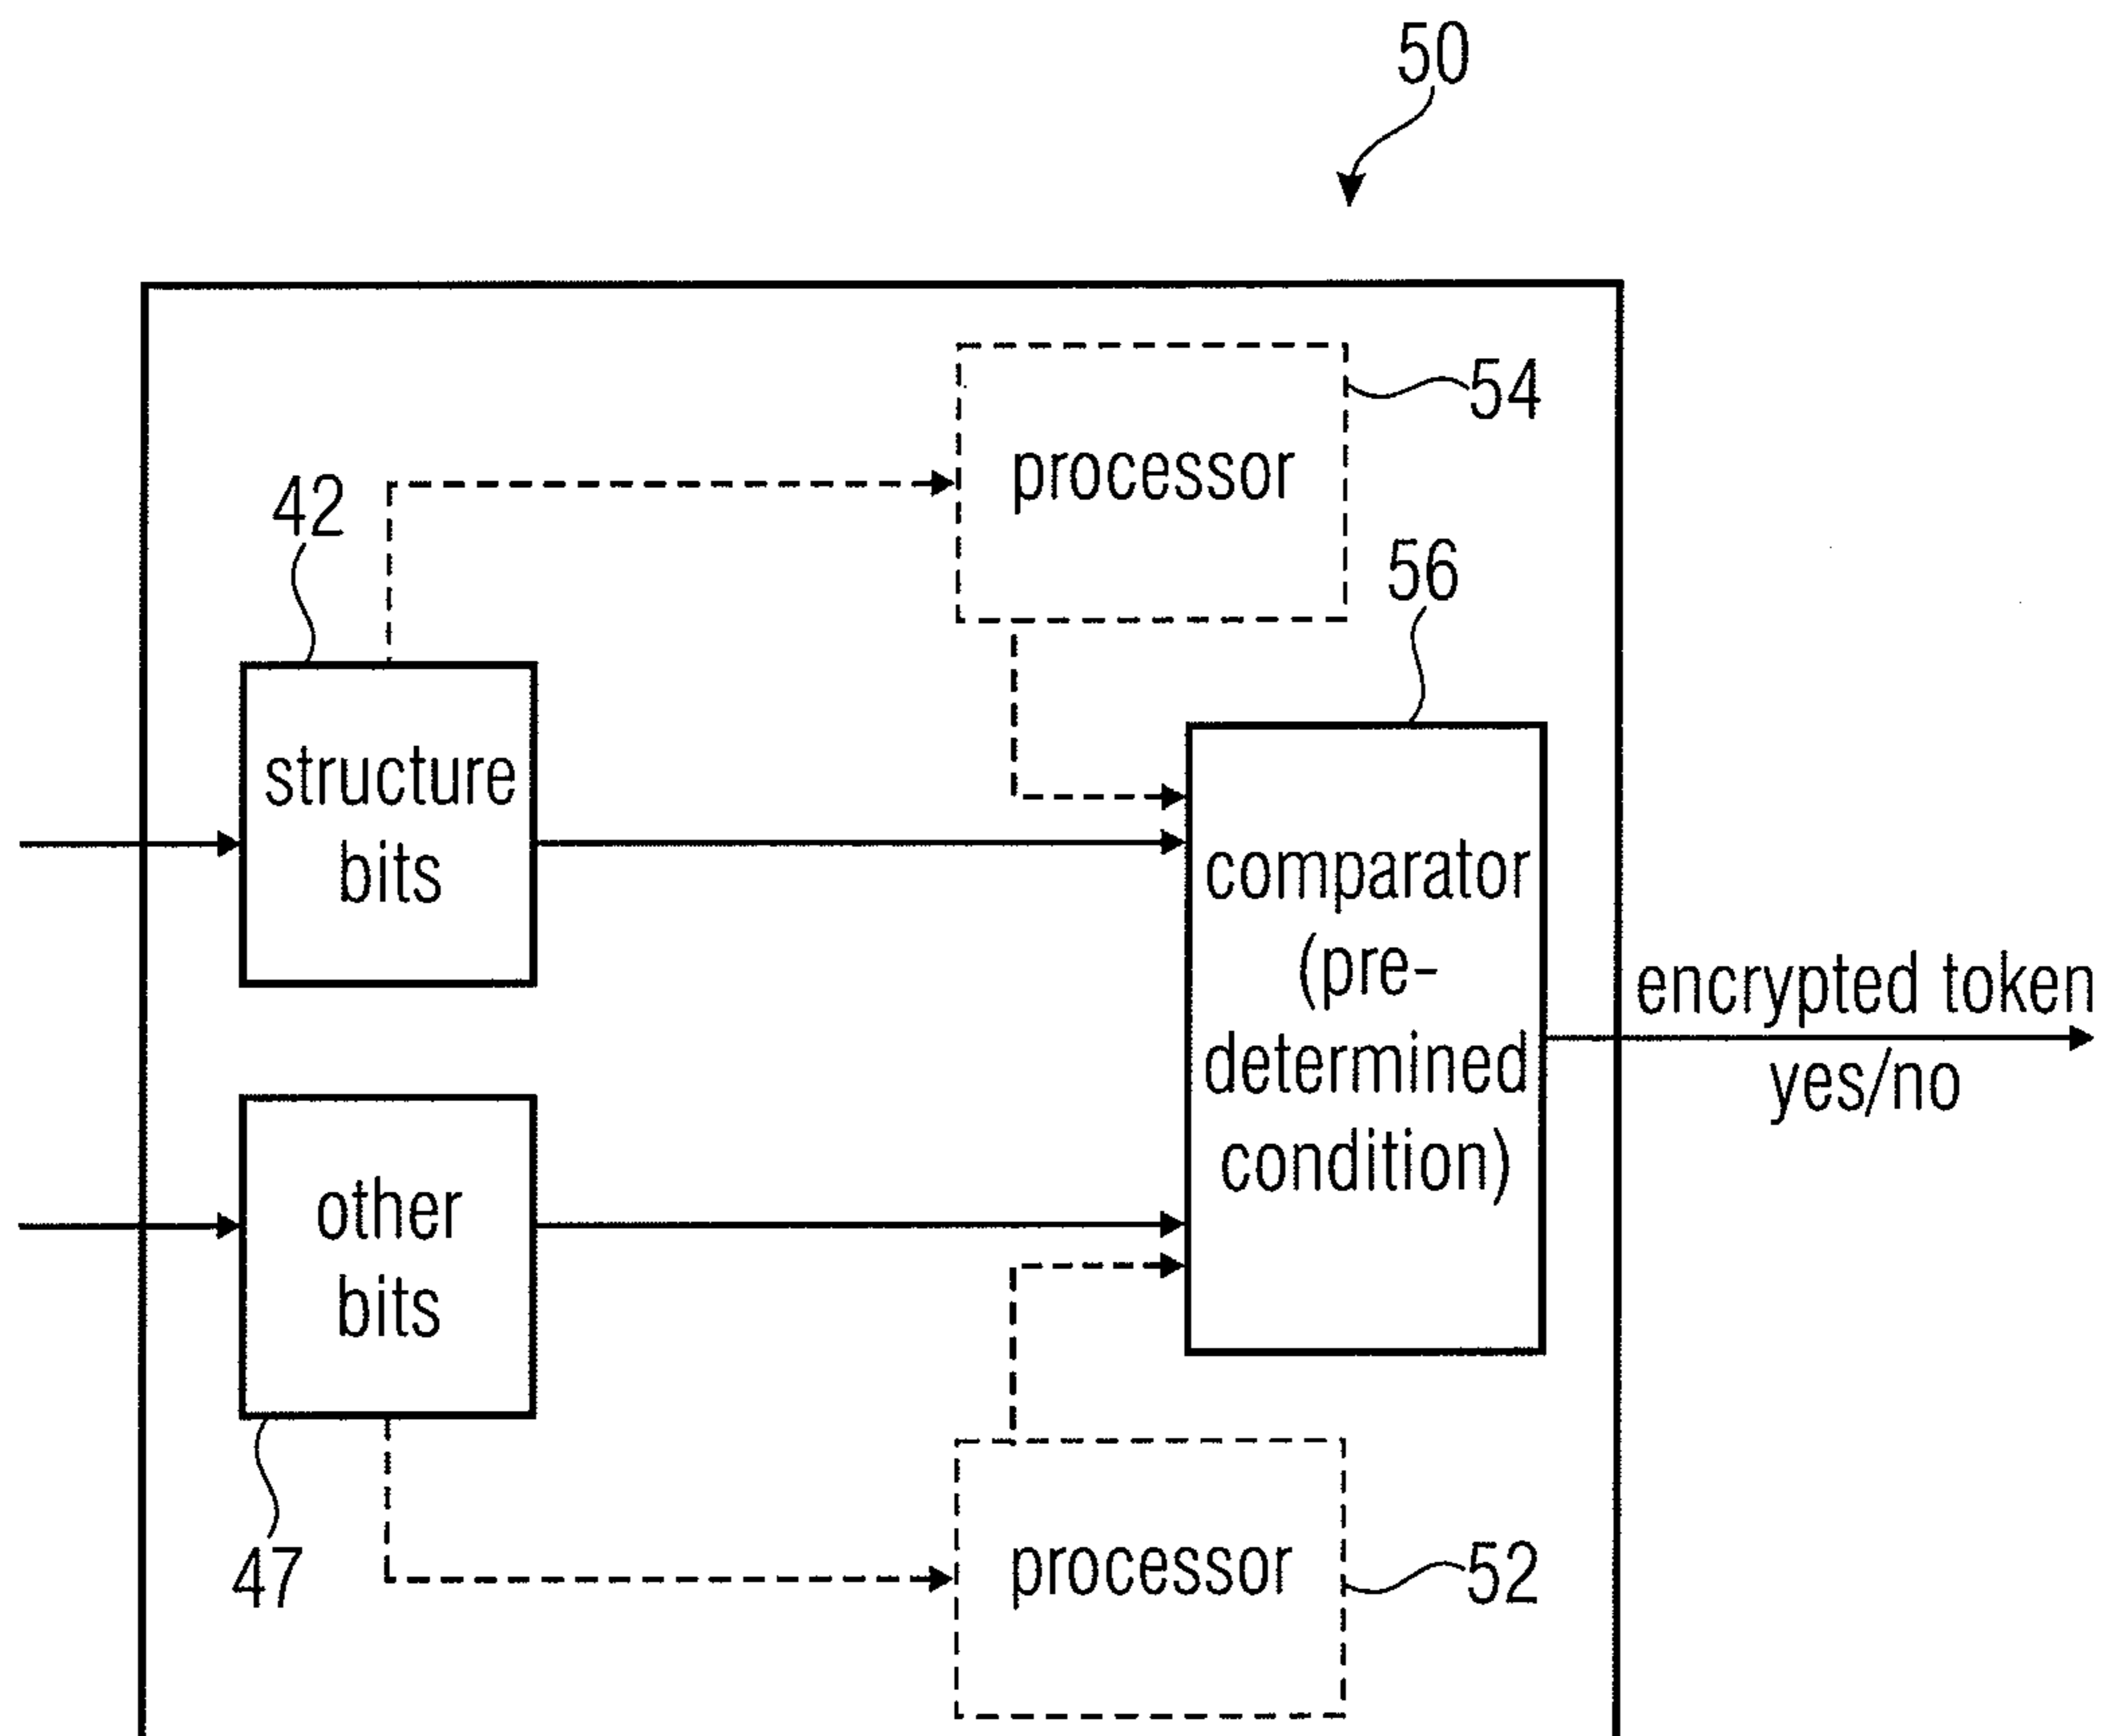 50
54
processor
42
56
structure
bits
comparator
(pre-
determined
condition)
encrypted token
yes/no
other
bits
47
processor
52